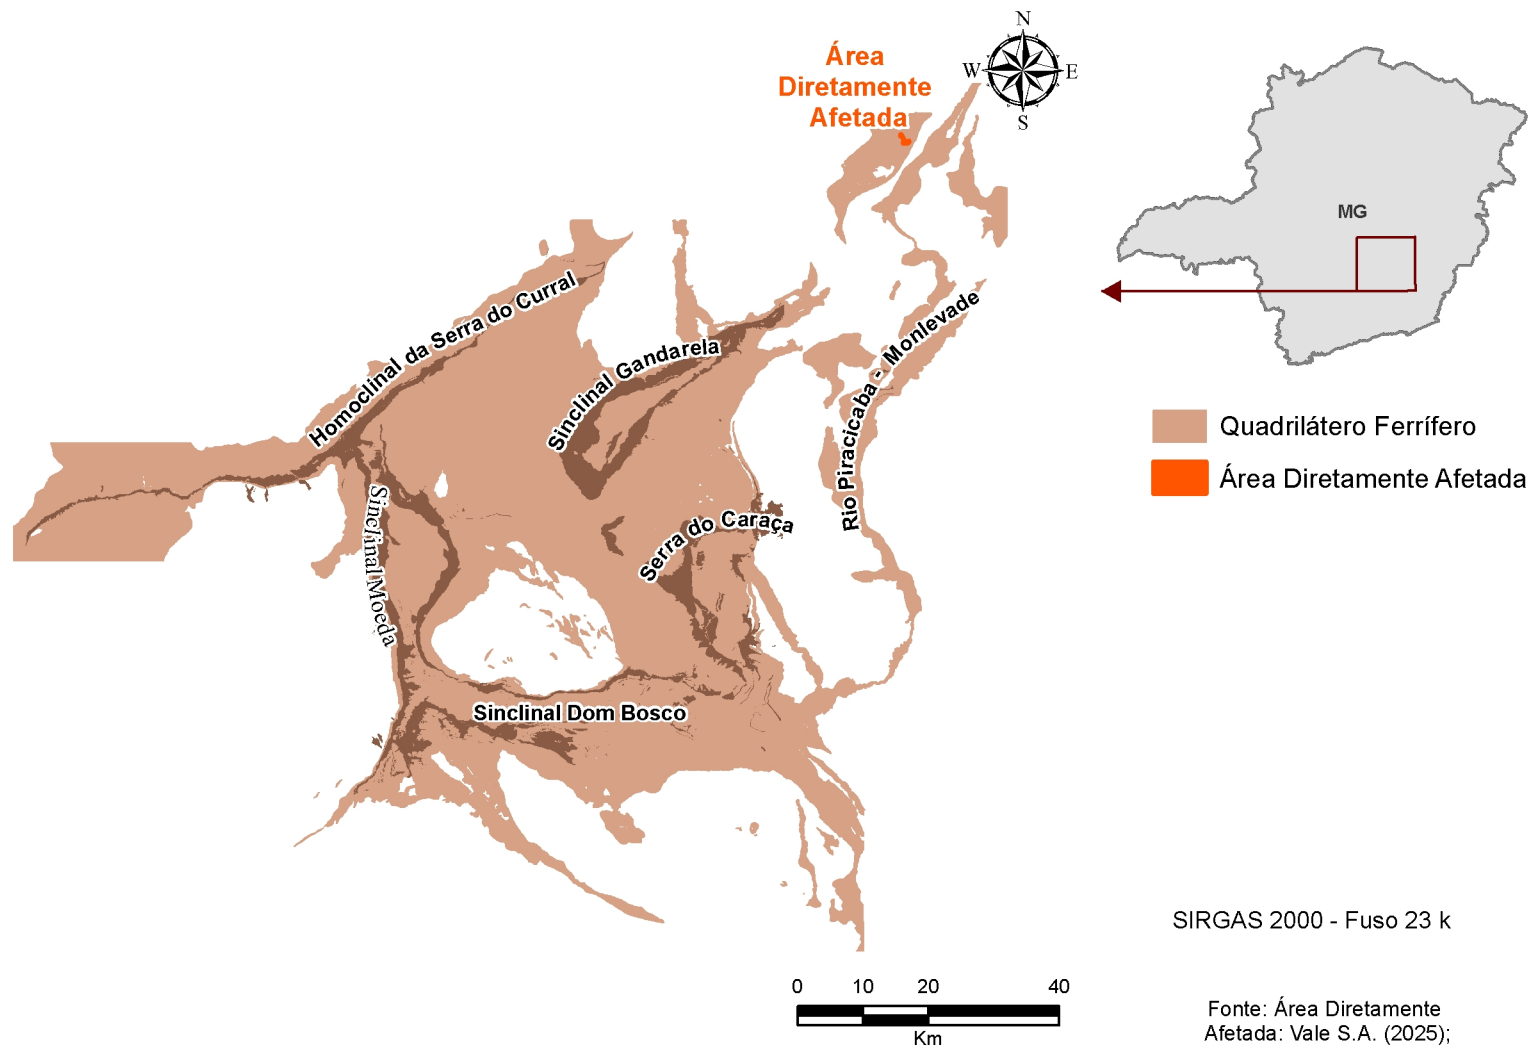 N
W E
S
Área
Diretamente
Afetada
MG
Homoclinal da Serra do Curral
Sinclinal Gandarela
Rio Piracicaba - Monlevade
Sinclinal Moeda
Serra do Caraça
Sinclinal Dom Bosco
Quadrilátero Ferrífero
Área Diretamente Afetada
SIRGAS 2000 - Fuso 23 k
0 10 20 40
Km
Fonte: Área Diretamente
Afetada: Vale S.A. (2025);